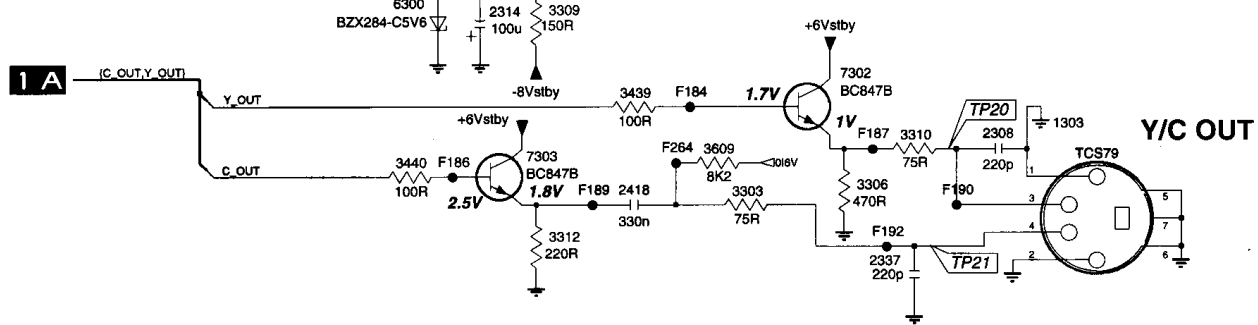 6300
BZX284-C5V6
2314
100u
+
3309
150R
-8Vstby
+6Vstby
7302
BC847B
1 A
{C_OUT,Y_OUT}
Y_OUT
3439
100R
F184
1.7V
1V
F187
3310
75R
TP20
2308
220p
1303
Y/C OUT
TCS79
+6Vstby
7303
BC847B
C_OUT
3440
100R
F186
2.5V
1.8V
F189
2418
330n
F264
3609
8K2
3303
75R
3306
470R
F190
3312
220R
F192
2337
220p
TP21
1
3
4
2
5
7
6